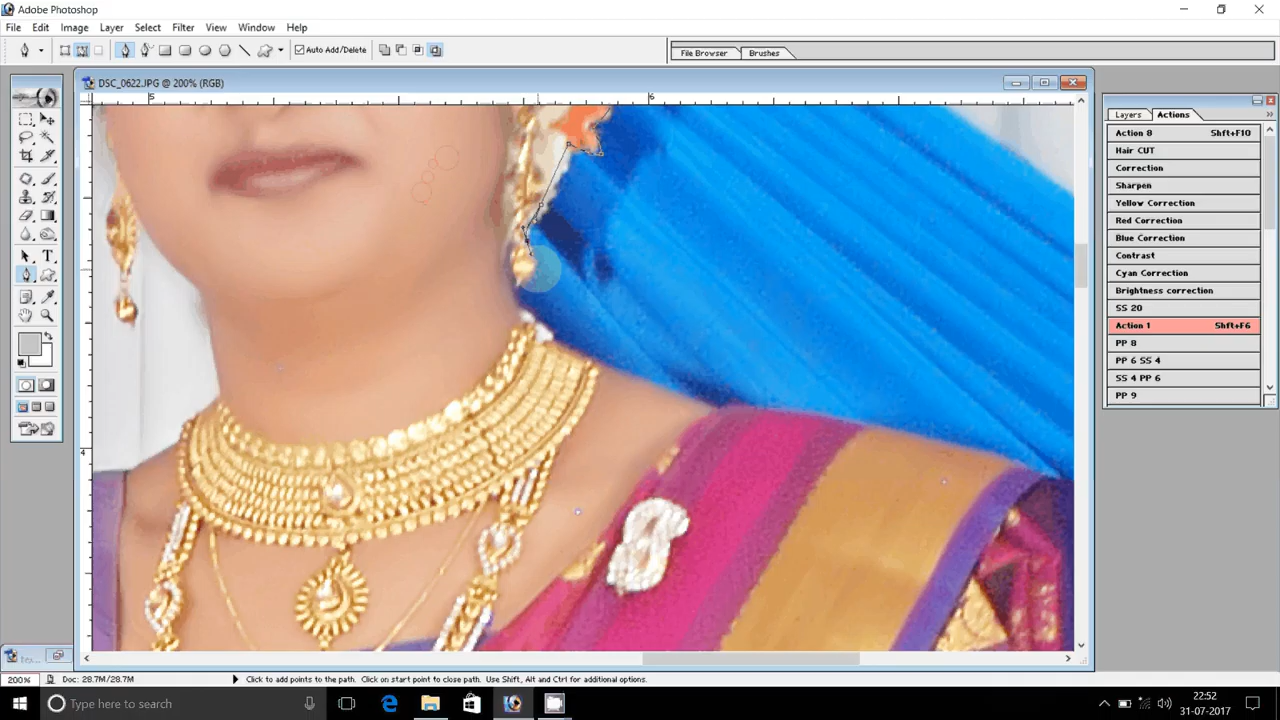 Adobe Photoshop
File Edit Image Layer Select Filter View Window Help
Auto Add/Delete
File Browser Brushes
DSC_0622.JPG @ 200% (RGB)
5 6
4
Layers Actions
Action 8 Shft+F10
Hair CUT
Correction
Sharpen
Yellow Correction
Red Correction
Blue Correction
Contrast
Cyan Correction
Brightness correction
SS 20
Action 1 Shft+F6
PP 8
PP 6 SS 4
SS 4 PP 6
PP 9
200% Doc: 28.7M/28.7M Click to add points to the path. Click on start point to close path. Use Shift, Alt and Ctrl for additional options.
Type here to search
22:52
31-07-2017